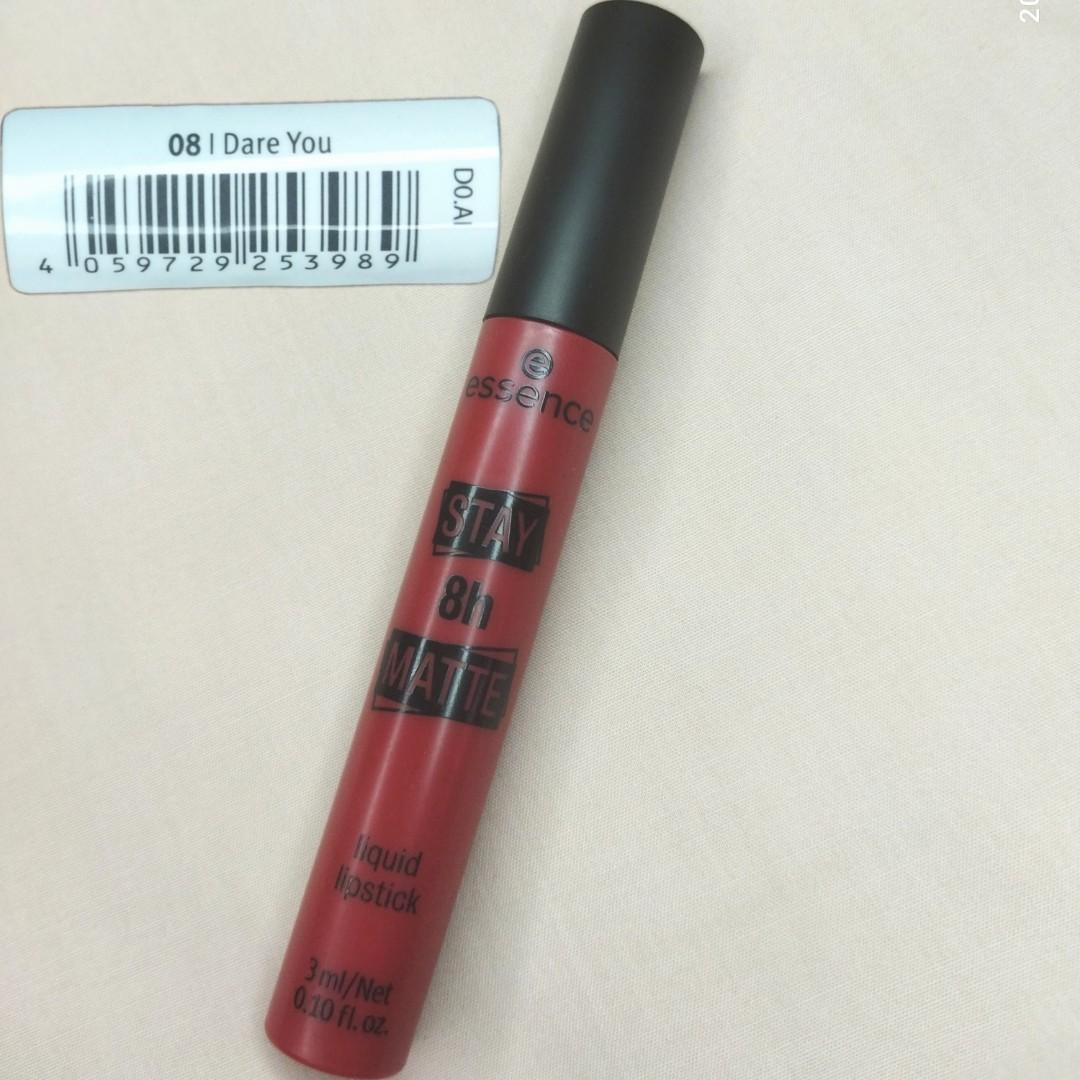 08 I Dare You
D0.AI
4 059729 253989
e
essence
STAY
8h
MATTE
liquid
lipstick
3 ml/Net
0.10 fl. oz.